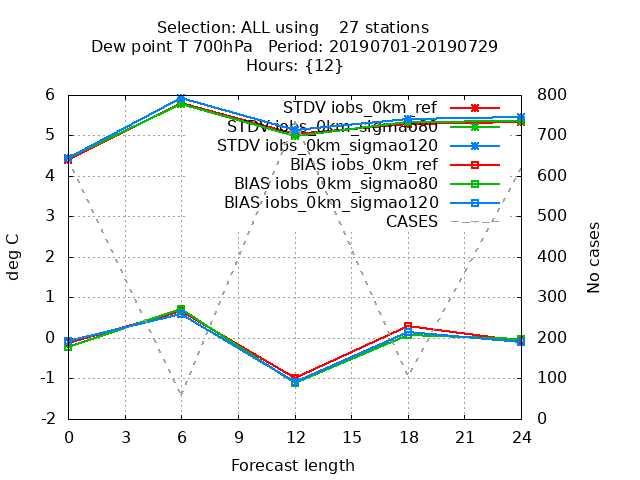 Selection: ALL using    27 stations
Dew point T 700hPa   Period: 20190701-20190729
Hours: {12}
6 800
STDV iobs_0km_ref
STDV iobs_0km_sigmao80
5 700
STDV iobs_0km_sigmao120
BIAS iobs_0km_ref
4 600
BIAS iobs_0km_sigmao80
BIAS iobs_0km_sigmao120
3 500
CASES
deg C
No cases
2 400
1 300
0 200
-1 100
-2 0
0 3 6 9 12 15 18 21 24
Forecast length